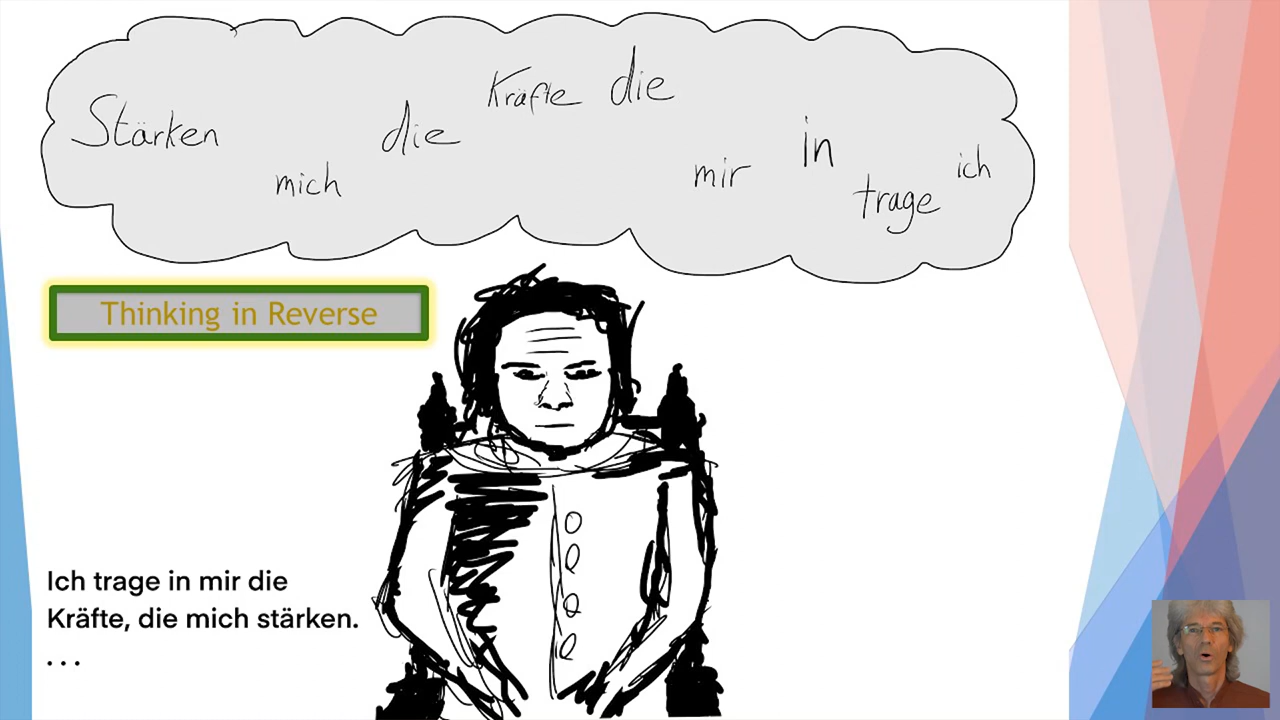 Stärken mich die Kräfte die mir in trage ich
Thinking in Reverse
Ich trage in mir die
Kräfte, die mich stärken.
...